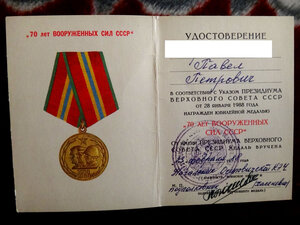 "70 лет ВООРУЖЕННЫХ СИЛ СССР"
УДОСТОВЕРЕНИЕ
Павел
Петрович
В СООТВЕТСТВИИ С УКАЗОМ ПРЕЗИДИУМА
ВЕРХОВНОГО СОВЕТА СССР
ОТ 28 ЯНВАРЯ 1988 ГОДА
НАГРАЖДЕН ЮБИЛЕЙНОЙ МЕДАЛЬЮ
"70 ЛЕТ ВООРУЖЕННЫХ
СИЛ СССР"
ОТ ИМЕНИ ПРЕЗИДИУМА ВЕРХОВНОГО
СОВЕТА СССР МЕДАЛЬ ВРУЧЕНА
февраля